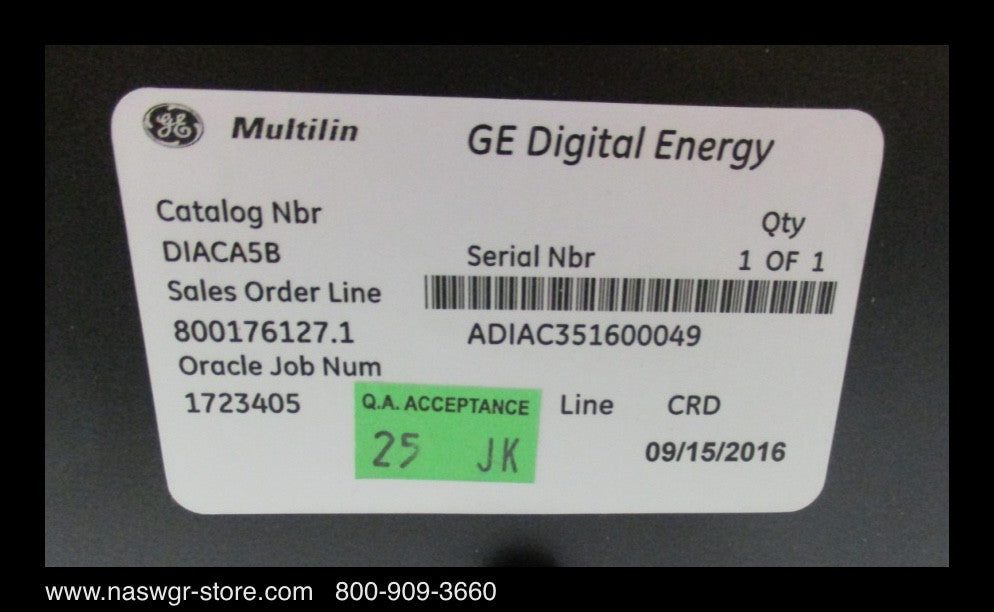 GE Multilin GE Digital Energy
Catalog Nbr
Qty
DIACA5B Serial Nbr 1 OF 1
Sales Order Line
800176127.1 ADIAC351600049
Oracle Job Num
1723405 Q.A. ACCEPTANCE Line CRD
25 JK 09/15/2016
www.naswgr-store.com 800-909-3660